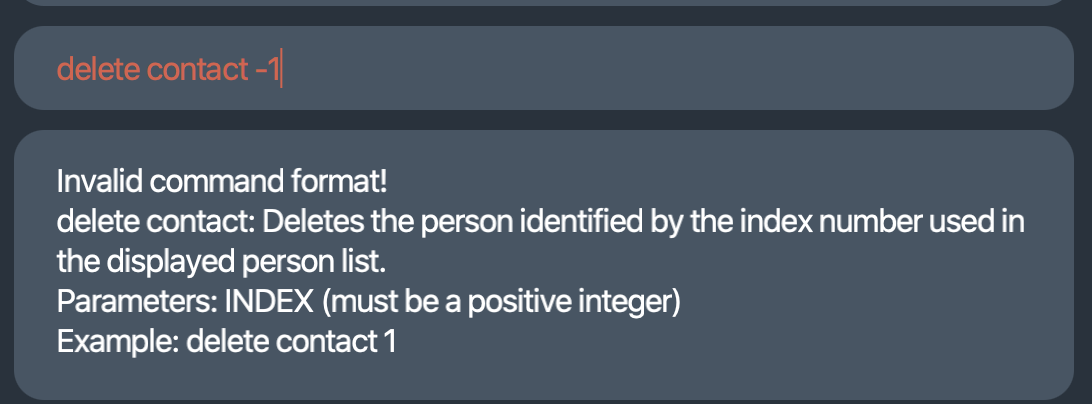 delete contact -1
Invalid command format!
delete contact: Deletes the person identified by the index number used in
the displayed person list.
Parameters: INDEX (must be a positive integer)
Example: delete contact 1